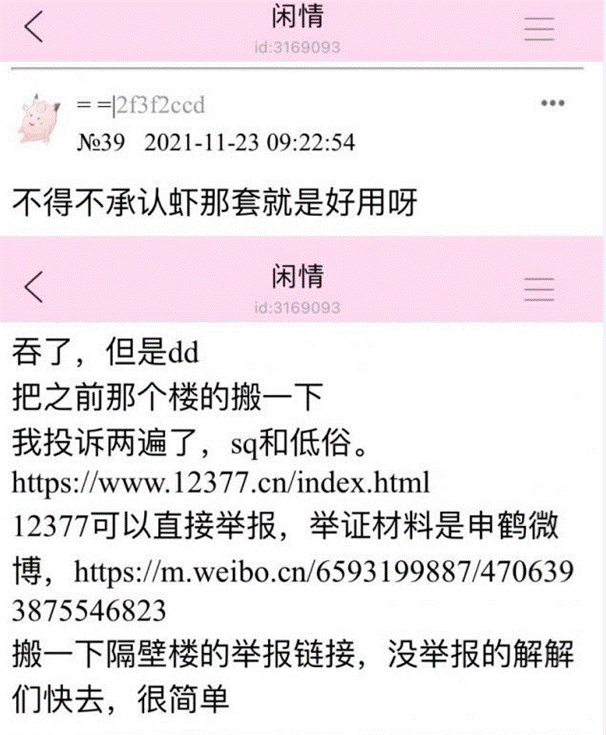 闲情
id:3169093
= =|2f3f2ccd
№39 2021-11-23 09:22:54
不得不承认虾那套就是好用呀
闲情
id:3169093
吞了，但是dd
把之前那个楼的搬一下
我投诉两遍了，sq和低俗。
https://www.12377.cn/index.html
12377可以直接举报，举证材料是申鹤微
博，https://m.weibo.cn/6593199887/470639
3875546823
搬一下隔壁楼的举报链接，没举报的解解
们快去，很简单